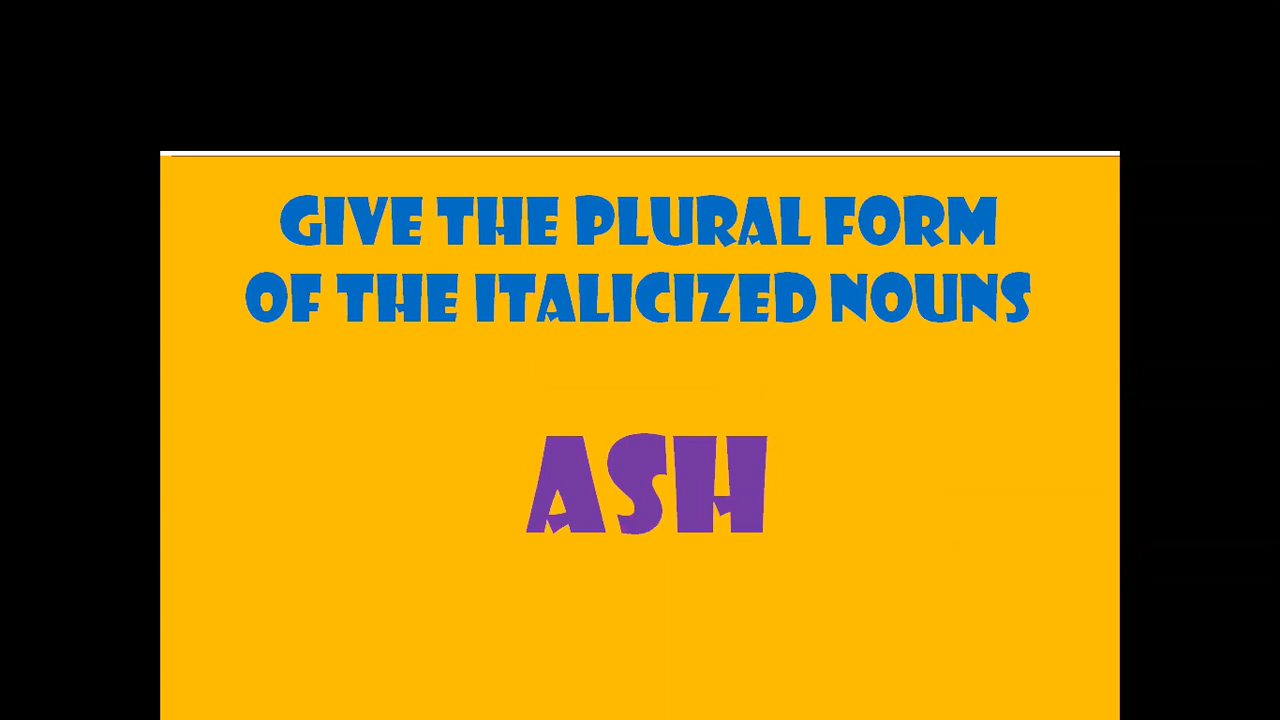 GIVE THE PLURAL FORM
OF THE ITALICIZED NOUNS
ASH